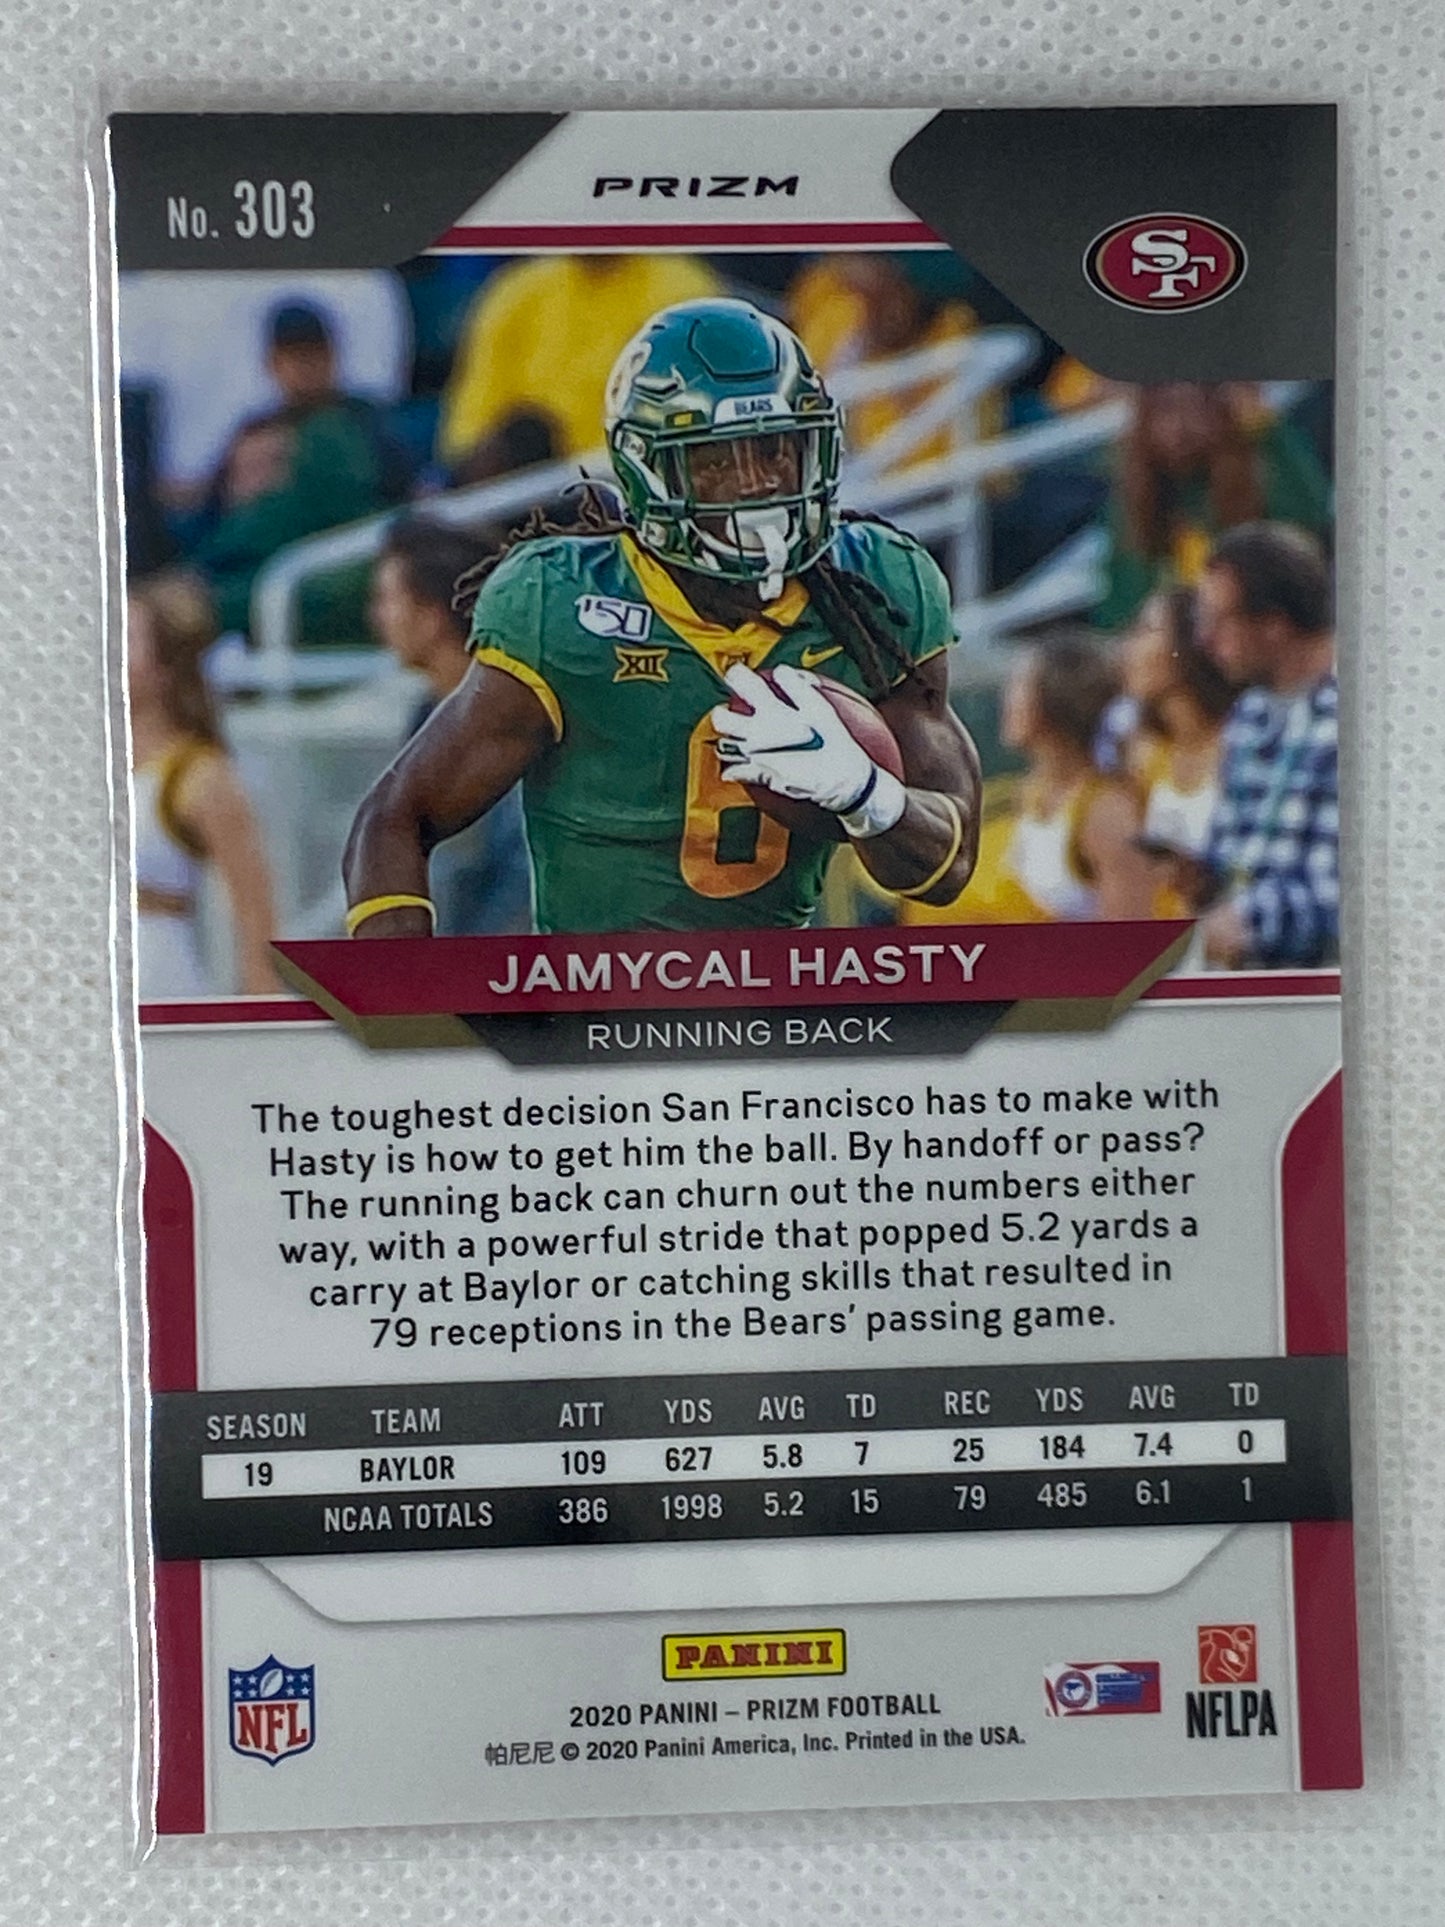 No. 303
PRIZM
SF
BEARS
'150
XII
6
JAMYCAL HASTY
RUNNING BACK
The toughest decision San Francisco has to make with
Hasty is how to get him the ball. By handoff or pass?
The running back can churn out the numbers either
way, with a powerful stride that popped 5.2 yards a
carry at Baylor or catching skills that resulted in
79 receptions in the Bears' passing game.
SEASON TEAM ATT YDS AVG TD REC YDS AVG TD
19 BAYLOR 109 627 5.8 7 25 184 7.4 0
NCAA TOTALS 386 1998 5.2 15 79 485 6.1 1
PANINI
NFL
2020 PANINI – PRIZM FOOTBALL
帕尼尼 © 2020 Panini America, Inc. Printed in the USA.
NFLPA